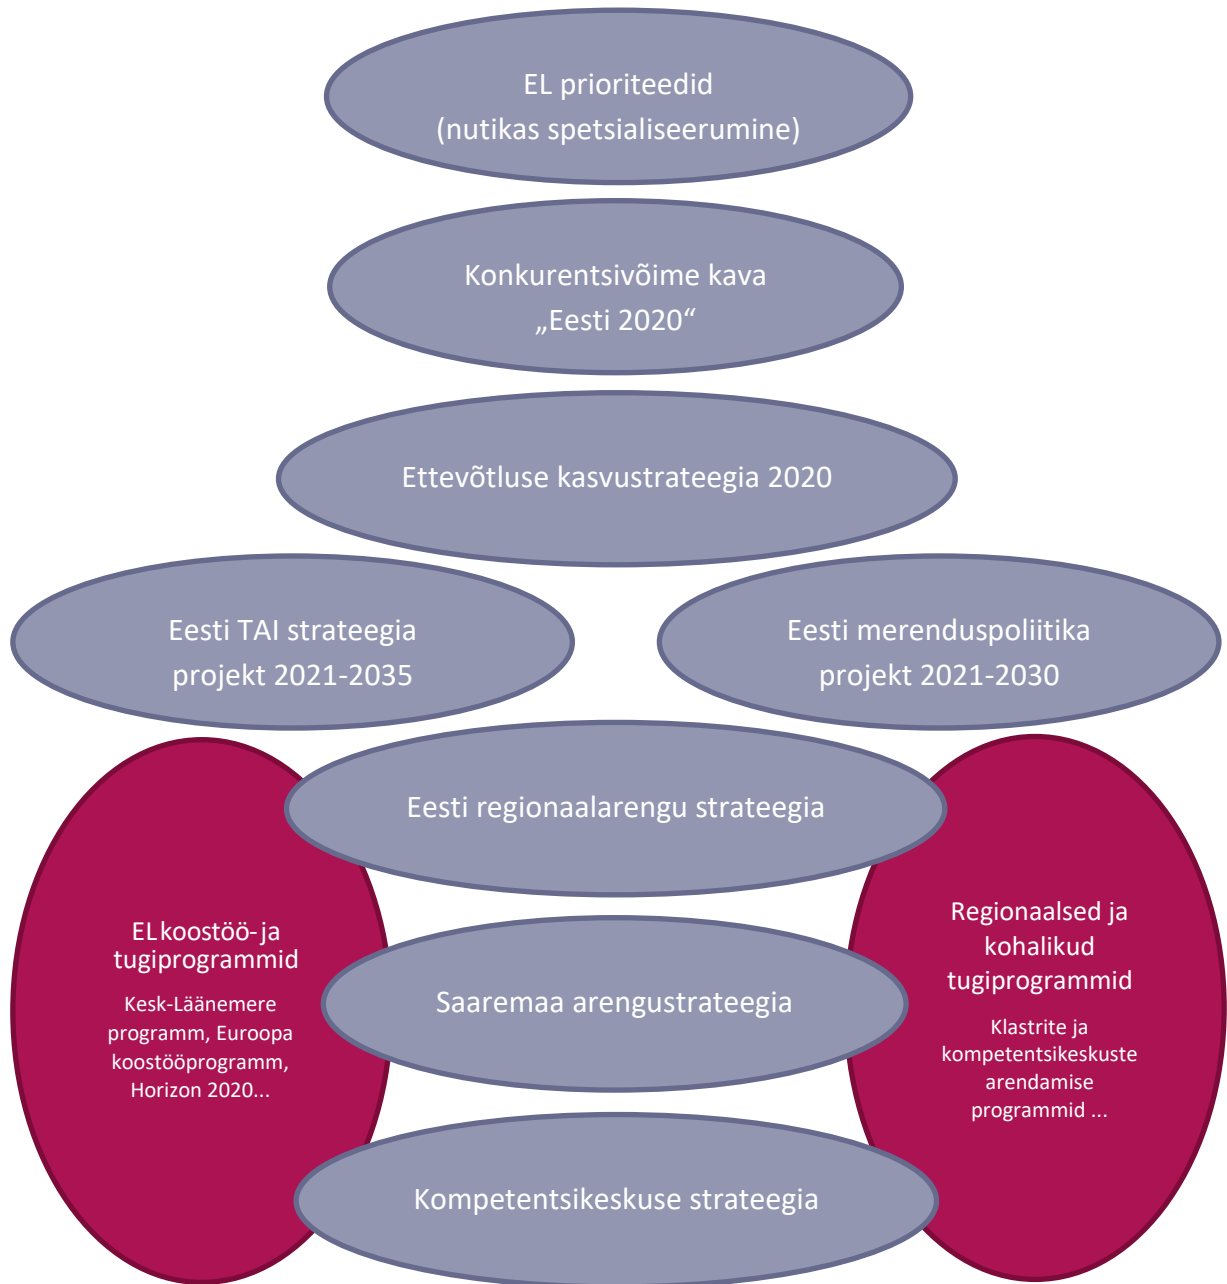 EL prioriteedid
(nutikas spetsialiseerumine)
Konkurentsivõime kava
„Eesti 2020“
Ettevõtluse kasvustrateegia 2020
Eesti TAI strateegia
projekt 2021-2035
Eesti merenduspoliitika
projekt 2021-2030
Eesti regionaalarengu strateegia
EL koostöö- ja
tugiprogrammid
Kesk-Läänemere
programm, Euroopa
koostööprogramm,
Horizon 2020...
Saaremaa arengustrateegia
Regionaalsed ja
kohalikud
tugiprogrammid
Klastrite ja
kompetentsikeskuste
arendamise
programmid ...
Kompetentsikeskuse strateegia